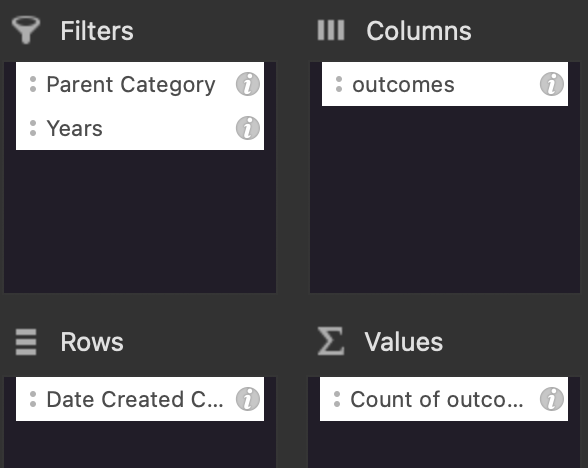 Filters
Parent Category
Years
Columns
outcomes
Rows
Date Created C...
Values
Count of outco...